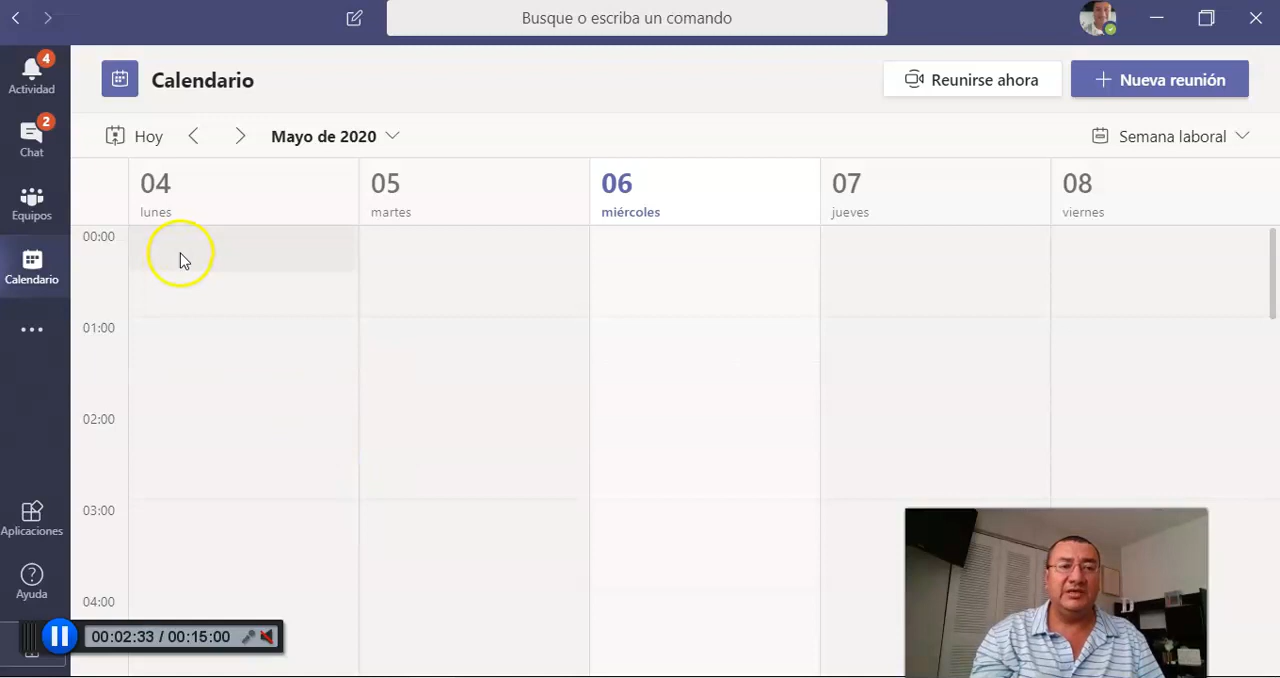 Busque o escriba un comando
4
Actividad
2
Chat
Equipos
Calendario
Aplicaciones
Ayuda
Calendario
Reunirse ahora
Nueva reunión
Hoy
Mayo de 2020
Semana laboral
04
lunes
05
martes
06
miércoles
07
jueves
08
viernes
00:00
01:00
02:00
03:00
04:00
00:02:33 / 00:15:00